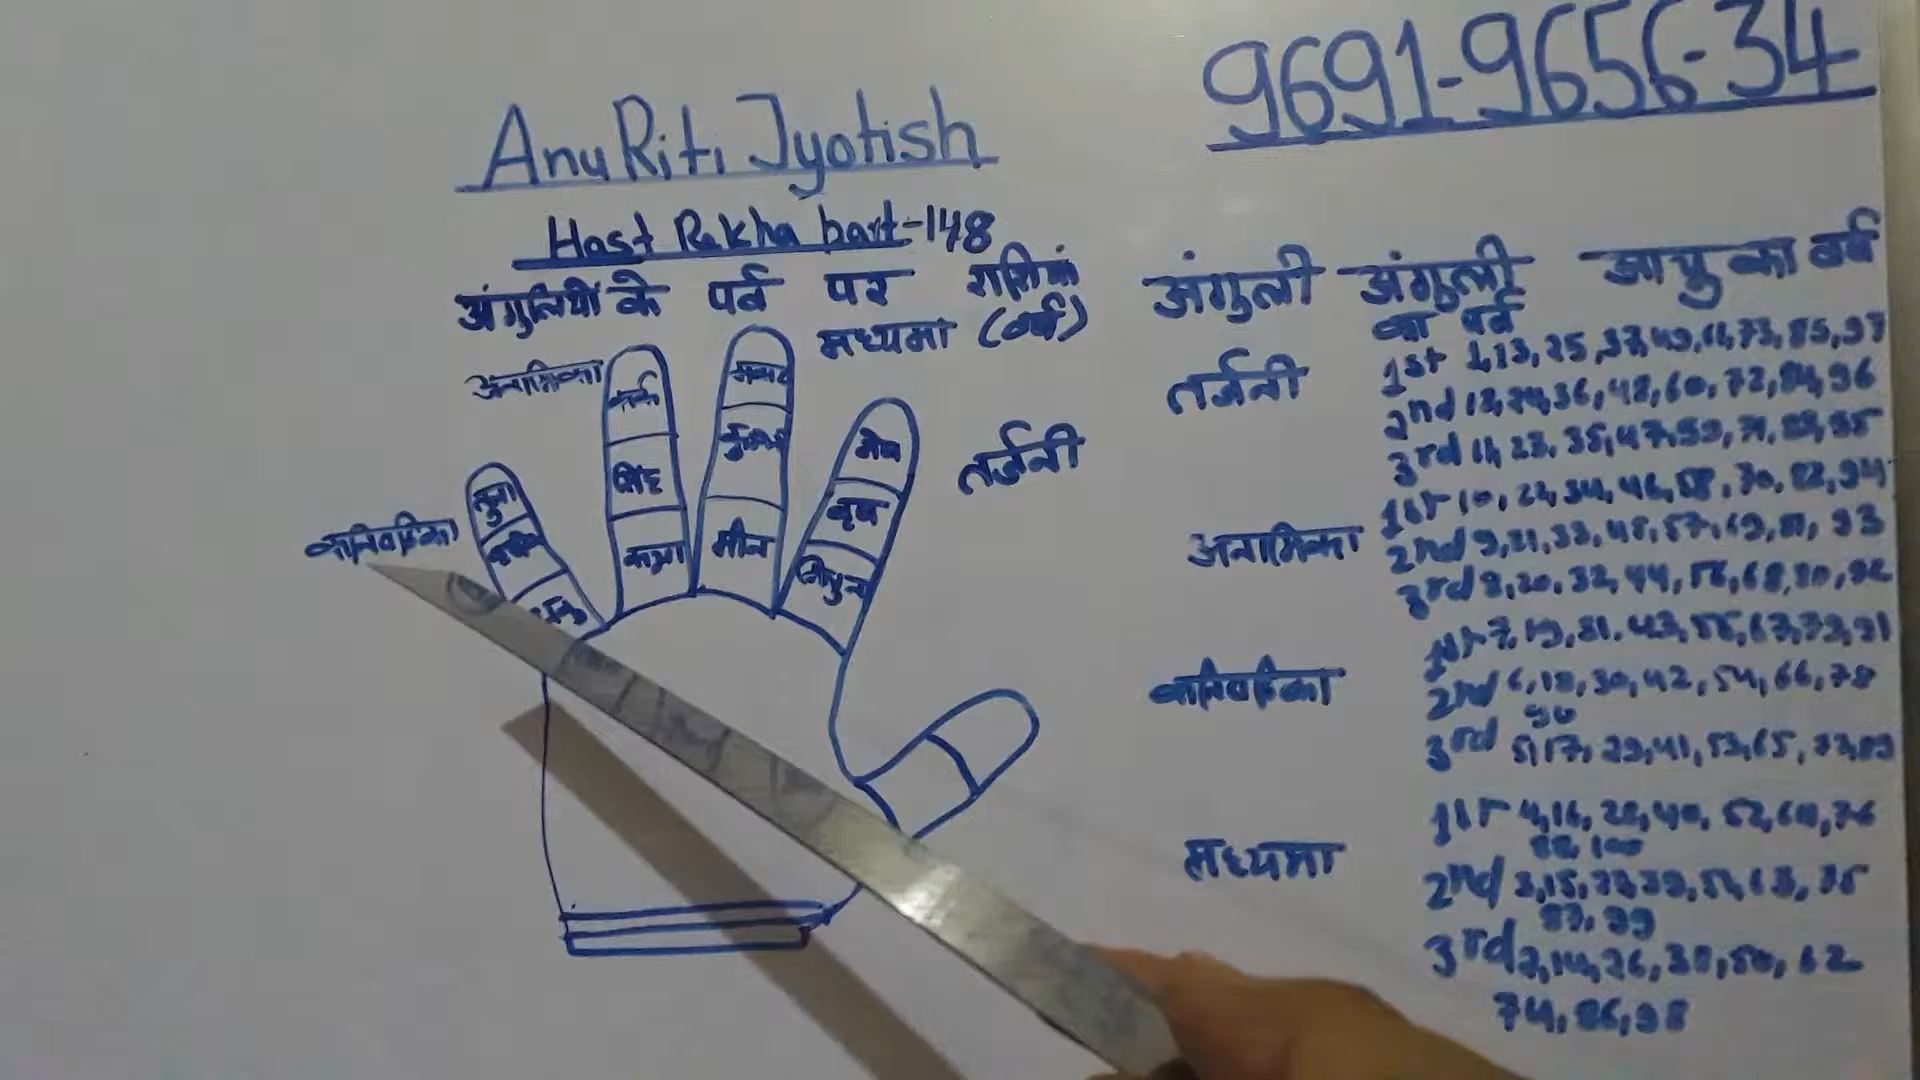 9691-9656-34
AnuRiti Jyotish
Hast Rekha part-148
अंगुलियों के पर्व पर राशियां
(वर्ष)
मध्यमा
अनामिका
तर्जनी
कनिष्ठिका
कर्क
सिंह
कन्या
मकर
कुम्भ
मीन
मेष
वृष
मिथुन
तुला
अंगुली अंगुली का पर्व आयु का वर्ष
तर्जनी
1st 1,13,25,37,49,61,73,85,97
2nd 12,24,36,48,60,72,84,96
3rd 11,23,35,47,59,71,83,95
अनामिका
1st 10,22,34,46,58,70,82,94
2nd 9,21,33,45,57,69,81,93
3rd 8,20,32,44,56,68,80,92
कनिष्ठिका
1st 7,19,31,43,55,67,79,91
2nd 6,18,30,42,54,66,78
90
3rd 5,17,29,41,53,65,77,89
मध्यमा
1st 4,16,28,40,52,64,76
88,100
2nd 3,15,27,39,51,63,75
87,99
3rd 2,14,26,38,50,62
74,86,98